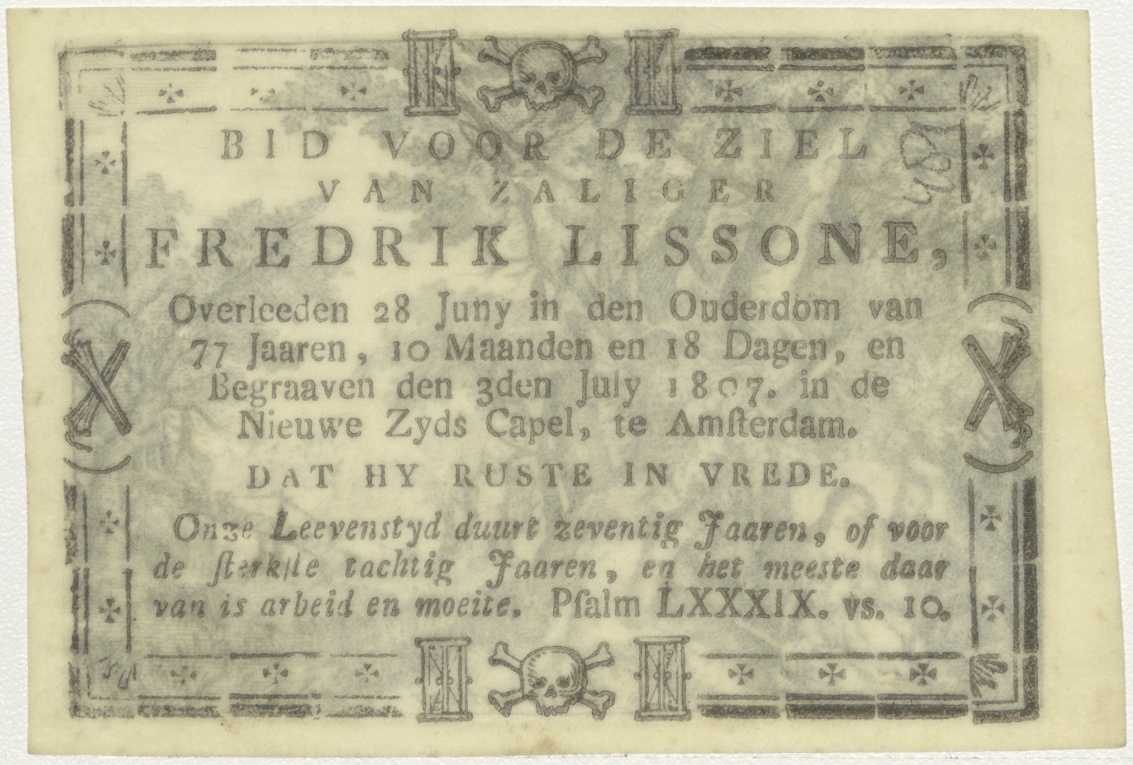 BID VOOR DE ZIEL
VAN ZALIGER
FREDRIK LISSONE,
Overleeden 28 Juny in den Ouderdom van
77 Jaaren, 10 Maanden en 18 Dagen, en
Begraaven den 3den July 1807. in de
Nieuwe Zyds Capel, te Amſterdam.
DAT HY RUSTE IN VREDE.
Onze Leevenstyd duurt zeventig Jaaren, of voor
de ſterkſte tachtig Jaaren, en het meeste daar
van is arbeid en moeite. Pſalm LXXXIX. vs. 10.